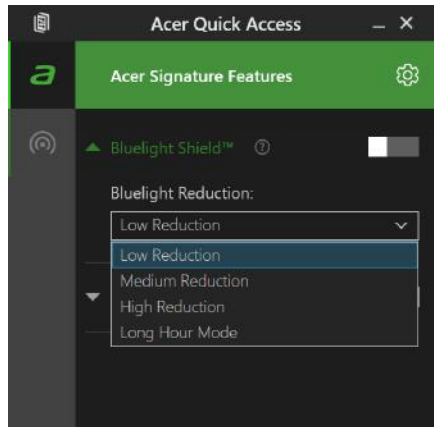 Acer Quick Access
a
Acer Signature Features
Bluelight Shield™ ?
Bluelight Reduction:
Low Reduction
Low Reduction
Medium Reduction
High Reduction
Long Hour Mode